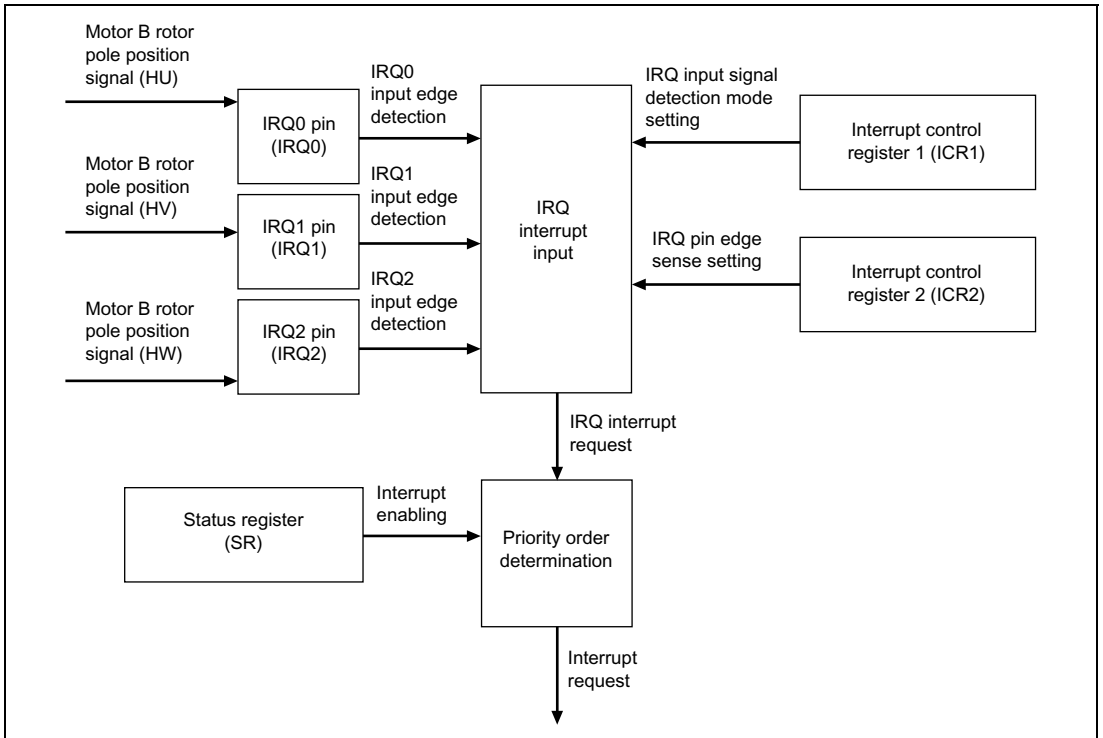 Motor B rotor
pole position
signal (HU)
IRQ0
input edge
detection
IRQ0 pin
(IRQ0)
Motor B rotor
pole position
signal (HV)
IRQ1
input edge
detection
IRQ1 pin
(IRQ1)
Motor B rotor
pole position
signal (HW)
IRQ2
input edge
detection
IRQ2 pin
(IRQ2)
IRQ
interrupt
input
IRQ input signal
detection mode
setting
Interrupt control
register 1 (ICR1)
IRQ pin edge
sense setting
Interrupt control
register 2 (ICR2)
IRQ interrupt
request
Status register
(SR)
Interrupt
enabling
Priority order
determination
Interrupt
request